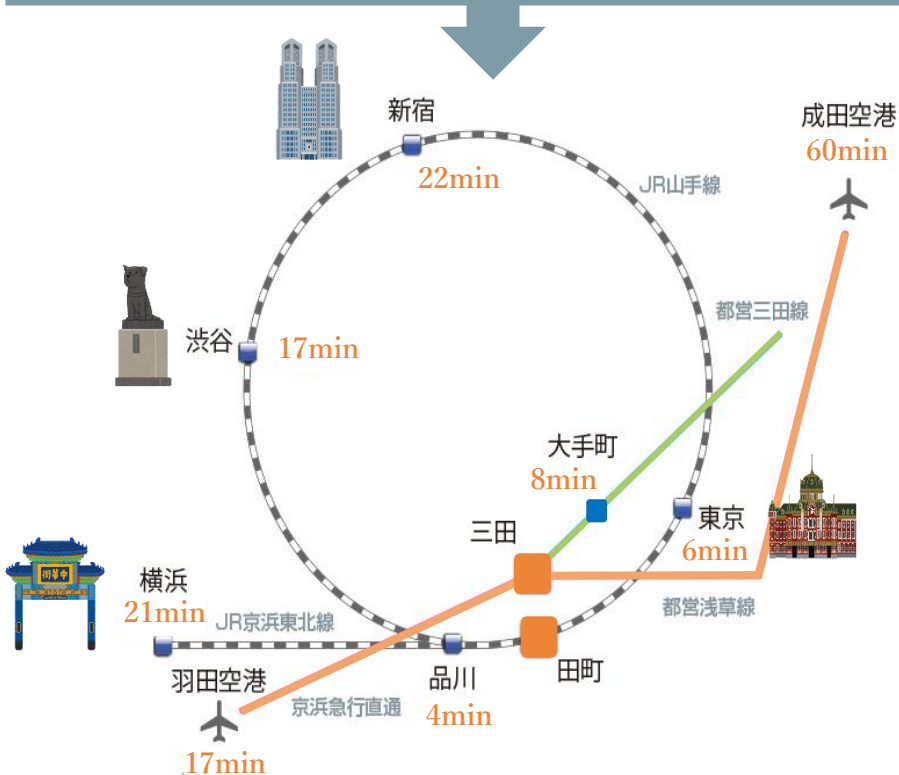 新宿
22min
成田空港
60min
JR山手線
都営三田線
渋谷
17min
大手町
8min
三田
東京
6min
都営浅草線
中華街
横浜
21min
JR京浜東北線
羽田空港
17min
京浜急行直通
品川
4min
田町